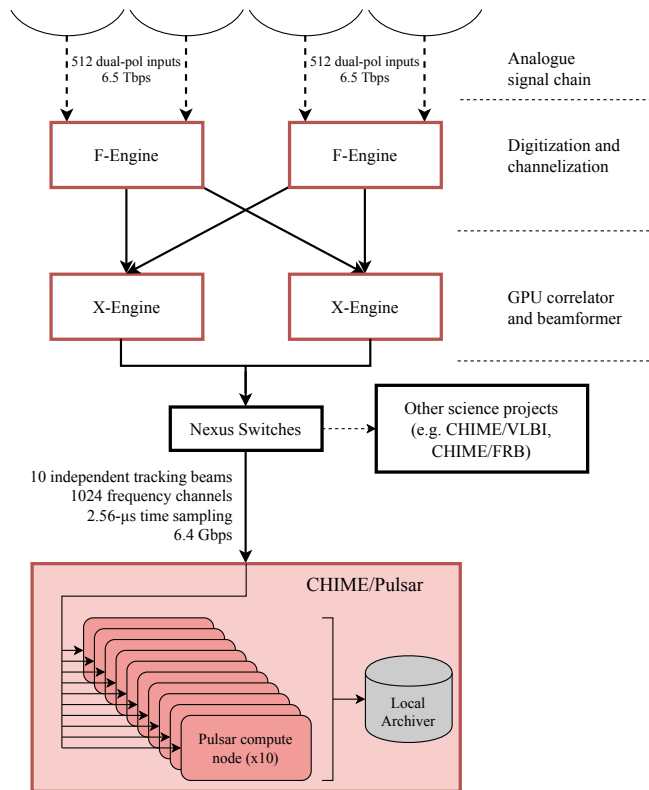 512 dual-pol inputs
6.5 Tbps
512 dual-pol inputs
6.5 Tbps
Analogue
signal chain
F-Engine
F-Engine
Digitization and
channelization
X-Engine
X-Engine
GPU correlator
and beamformer
Nexus Switches
Other science projects
(e.g. CHIME/VLBI,
CHIME/FRB)
10 independent tracking beams
1024 frequency channels
2.56-μs time sampling
6.4 Gbps
CHIME/Pulsar
Pulsar compute
node (x10)
Local
Archiver